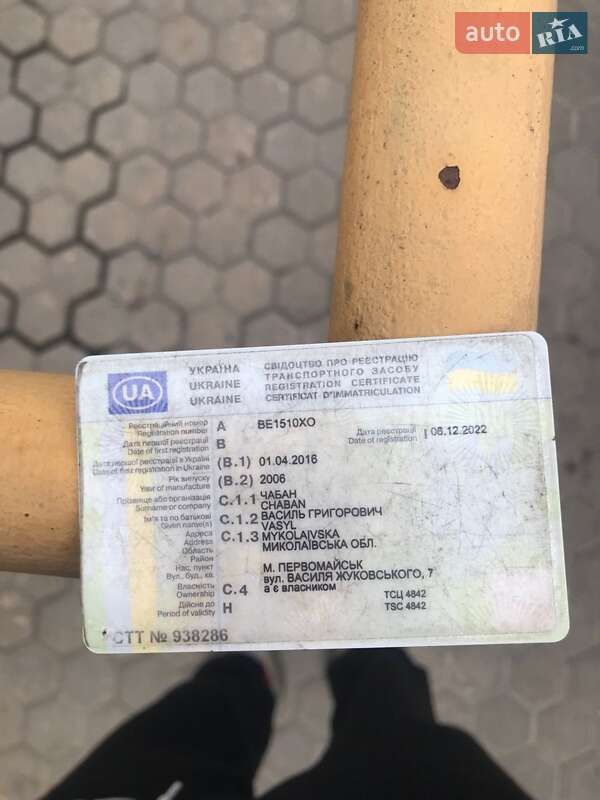 auto RIA .com
УКРАЇНА
UKRAINE
UKRAINE
UA
СВІДОЦТВО ПРО РЕЄСТРАЦІЮ
ТРАНСПОРТНОГО ЗАСОБУ
REGISTRATION CERTIFICATE
CERTIFICAT D'IMMATRICULATION
Реєстраційний номер
Registration number A BE1510XO
Дата реєстрації
Date of registration I 06.12.2022
Дата першої реєстрації
Date of first registration B
Дата першої реєстрації в Україні
Date of first registration in Ukraine (B.1) 01.04.2016
Рік випуску
Year of manufacture (B.2) 2006
Прізвище або організація
Surname or company C.1.1 ЧАБАН
CHABAN
Ім'я та по батькові
Given name(s) C.1.2 ВАСИЛЬ ГРИГОРОВИЧ
VASYL
Адреса
Address C.1.3 MYKOLAIVSKA
Область МИКОЛАЇВСЬКА ОБЛ.
Район
Нас. пункт М. ПЕРВОМАЙСЬК
Вул., буд., кв. вул. ВАСИЛЯ ЖУКОВСЬКОГО, 7
Власність
Ownership C.4 а є власником
ТСЦ 4842
Дійсне до
Period of validity H TSC 4842
СТТ № 938286